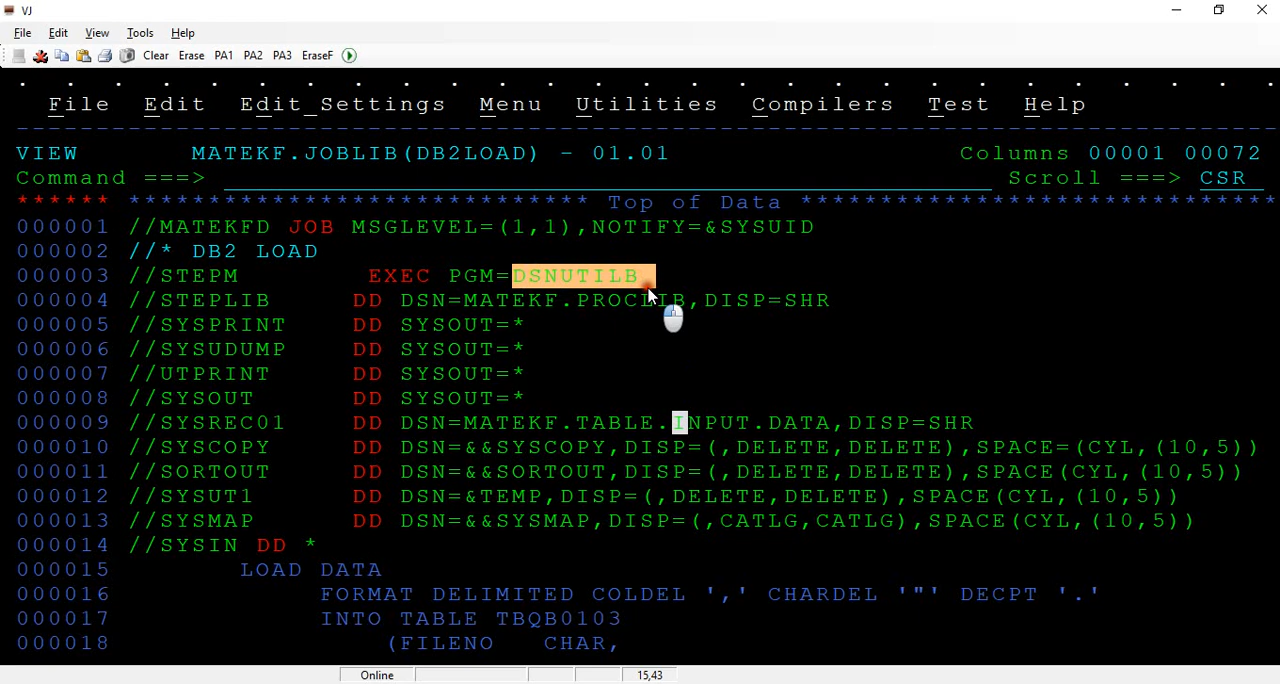 VJ
File Edit View Tools Help
Clear Erase PA1 PA2 PA3 EraseF
File Edit Edit_Settings Menu Utilities Compilers Test Help
VIEW MATEKF.JOBLIB(DB2LOAD) - 01.01 Columns 00001 00072
Command ===> Scroll ===> CSR
****** ***************************** Top of Data ******************************
000001 //MATEKFD JOB MSGLEVEL=(1,1),NOTIFY=&SYSUID
000002 //* DB2 LOAD
000003 //STEPM EXEC PGM=DSNUTILB
000004 //STEPLIB DD DSN=MATEKF.PROCLIB,DISP=SHR
000005 //SYSPRINT DD SYSOUT=*
000006 //SYSUDUMP DD SYSOUT=*
000007 //UTPRINT DD SYSOUT=*
000008 //SYSOUT DD SYSOUT=*
000009 //SYSREC01 DD DSN=MATEKF.TABLE.INPUT.DATA,DISP=SHR
000010 //SYSCOPY DD DSN=&&SYSCOPY,DISP=(,DELETE,DELETE),SPACE=(CYL,(10,5))
000011 //SORTOUT DD DSN=&&SORTOUT,DISP=(,DELETE,DELETE),SPACE(CYL,(10,5))
000012 //SYSUT1 DD DSN=&TEMP,DISP=(,DELETE,DELETE),SPACE(CYL,(10,5))
000013 //SYSMAP DD DSN=&&SYSMAP,DISP=(,CATLG,CATLG),SPACE(CYL,(10,5))
000014 //SYSIN DD *
000015 LOAD DATA
000016 FORMAT DELIMITED COLDEL ',' CHARDEL '"' DECPT '.'
000017 INTO TABLE TBQB0103
000018 (FILENO CHAR,
Online 15,43